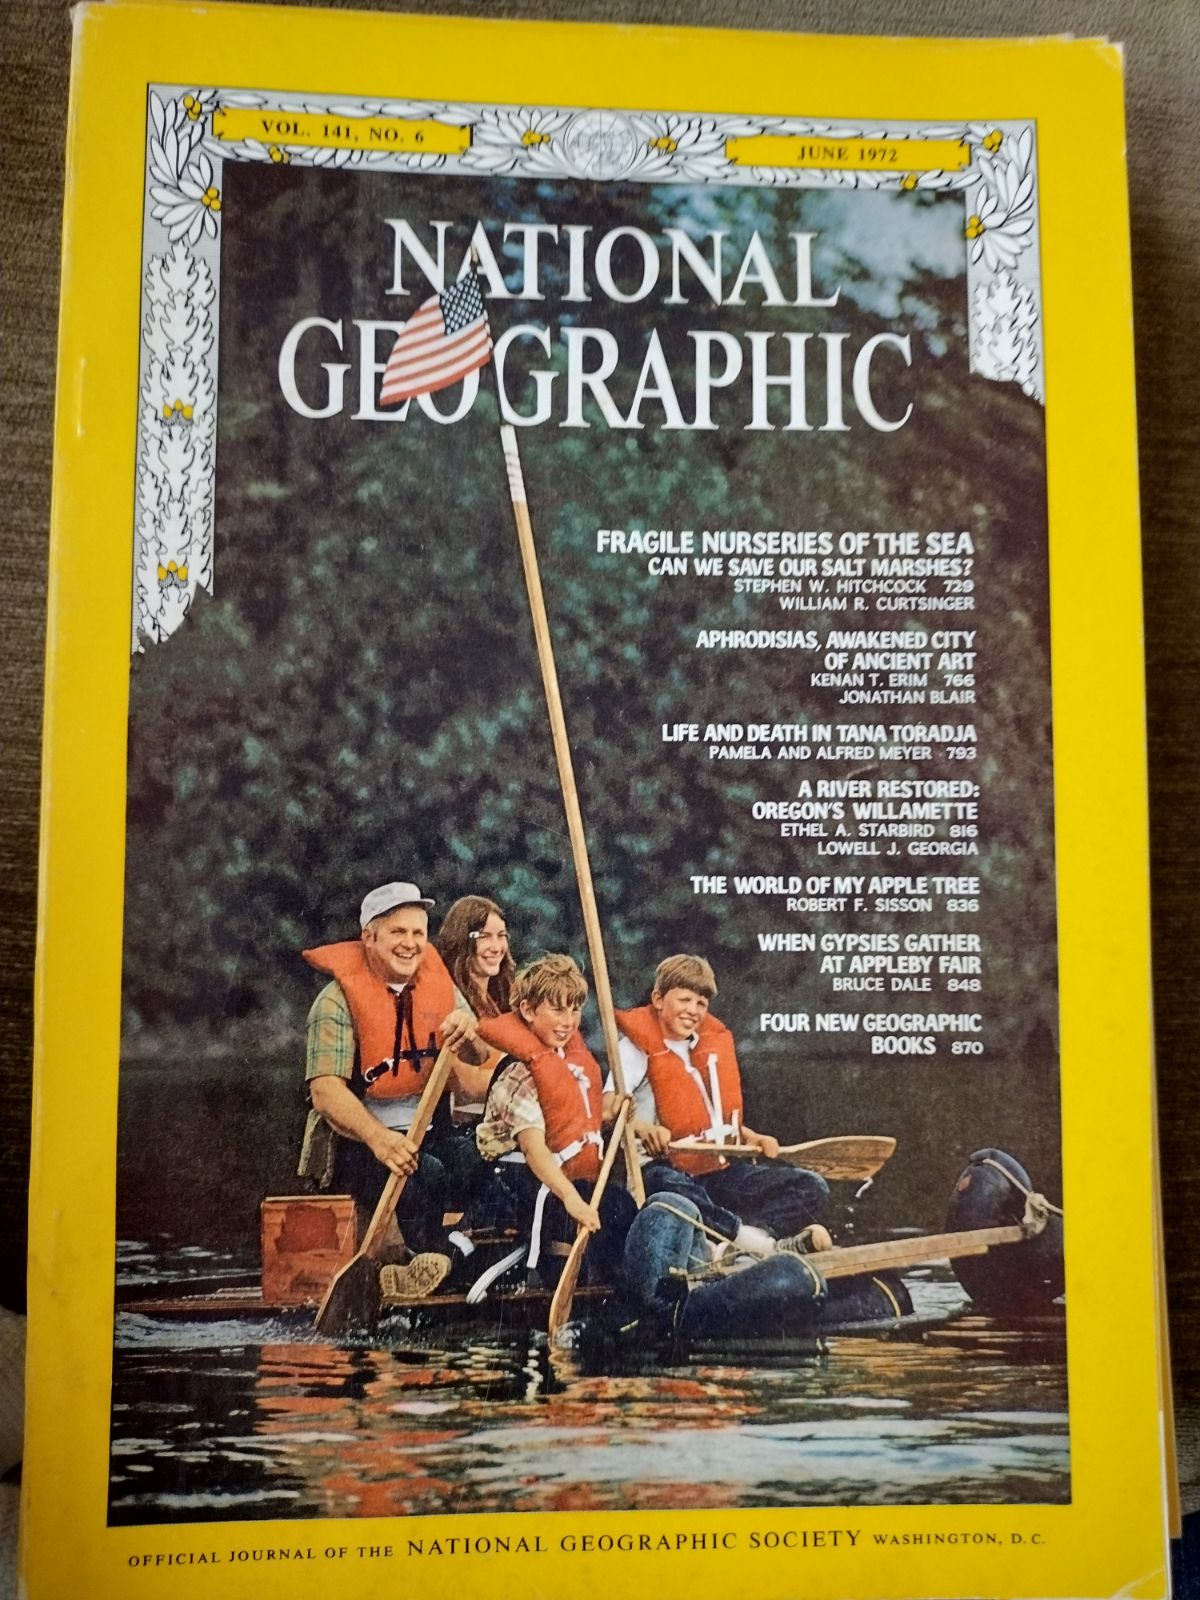 VOL. 141, NO. 6
JUNE 1972
NATIONAL
GEOGRAPHIC
FRAGILE NURSERIES OF THE SEA
CAN WE SAVE OUR SALT MARSHES?
STEPHEN W. HITCHCOCK 729
WILLIAM R. CURTSINGER
APHRODISIAS, AWAKENED CITY
OF ANCIENT ART
KENAN T. ERIM 766
JONATHAN BLAIR
LIFE AND DEATH IN TANA TORADJA
PAMELA AND ALFRED MEYER 793
A RIVER RESTORED:
OREGON'S WILLAMETTE
ETHEL A. STARBIRD 816
LOWELL J. GEORGIA
THE WORLD OF MY APPLE TREE
ROBERT F. SISSON 836
WHEN GYPSIES GATHER
AT APPLEBY FAIR
BRUCE DALE 848
FOUR NEW GEOGRAPHIC
BOOKS 870
OFFICIAL JOURNAL OF THE NATIONAL GEOGRAPHIC SOCIETY WASHINGTON, D.C.